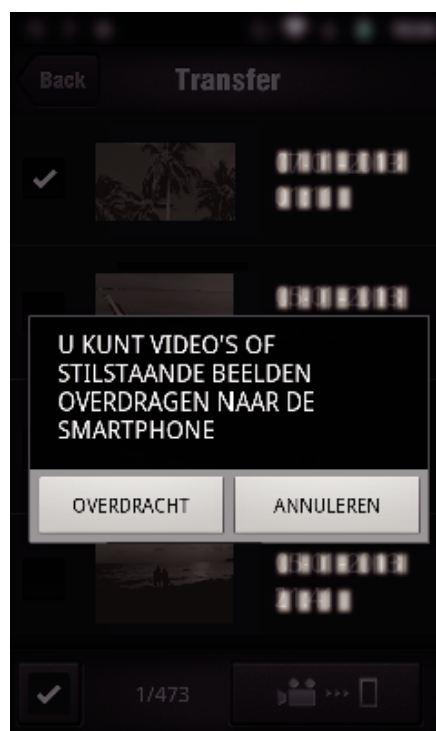 Back
Transfer
U KUNT VIDEO'S OF
STILSTAANDE BEELDEN
OVERDRAGEN NAAR DE
SMARTPHONE
OVERDRACHT
ANNULEREN
1/473